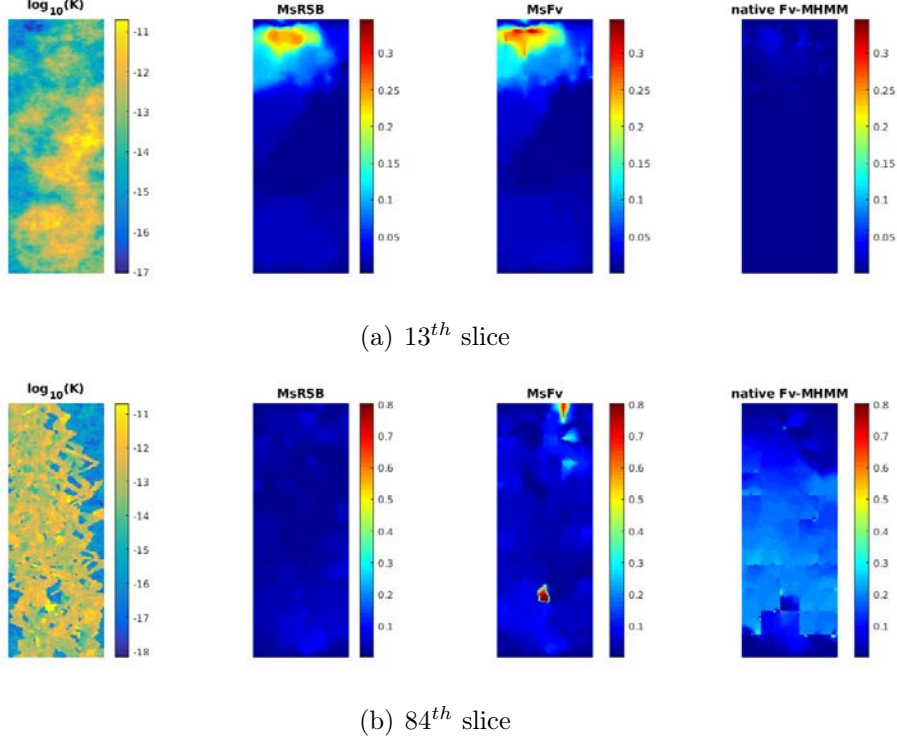 log10(K) MsRSB MsFv native Fv-MHMM
-11 0.3 0.3 0.3
-12 0.25 0.25 0.25
-13 0.2 0.2 0.2
-14 0.15 0.15 0.15
-15 0.1 0.1 0.1
-16 0.05 0.05 0.05
-17
(a) 13th slice
log10(K) MsRSB MsFv native Fv-MHMM
-11 0.8 0.8 0.8
-12 0.7 0.7 0.7
-13 0.6 0.6 0.6
-14 0.5 0.5 0.5
-15 0.4 0.4 0.4
-16 0.3 0.3 0.3
-17 0.2 0.2 0.2
-18 0.1 0.1 0.1
(b) 84th slice